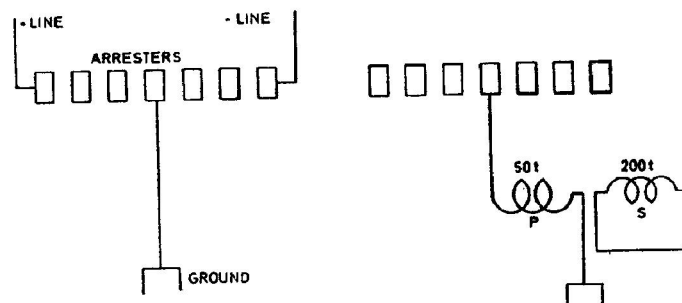 - LINE
- LINE
ARRESTERS
50t
200t
P
S
GROUND